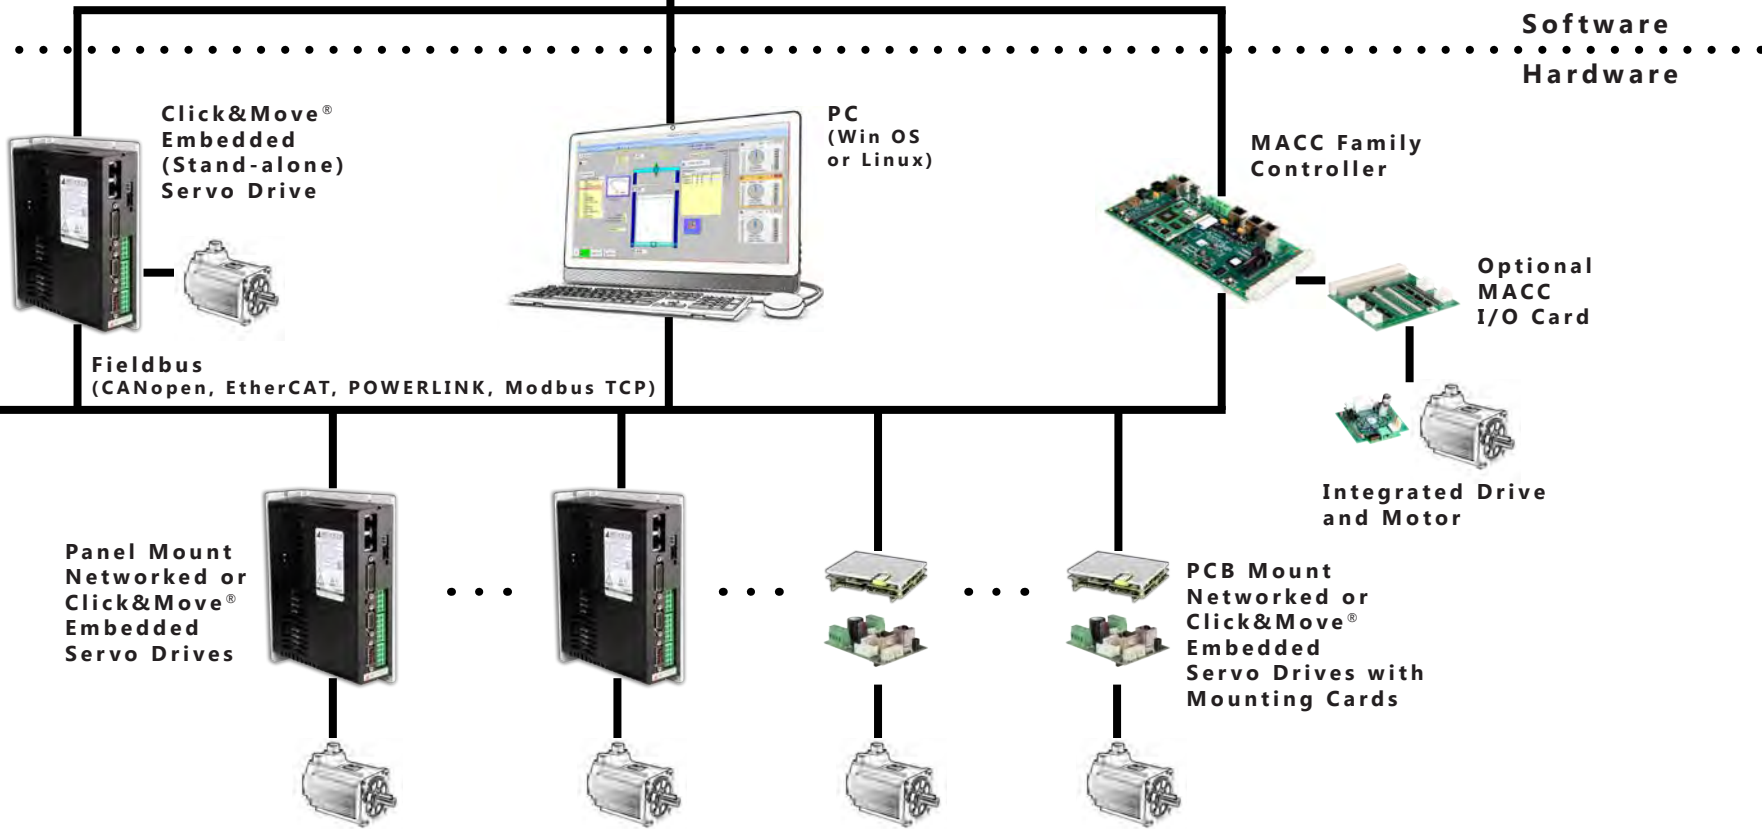 Software
Hardware
Click&Move®
Embedded
(Stand-alone)
Servo Drive
PC
(Win OS
or Linux)
MACC Family
Controller
Optional
MACC
I/O Card
Fieldbus
(CANopen, EtherCAT, POWERLINK, Modbus TCP)
Integrated Drive
and Motor
Panel Mount
Networked or
Click&Move®
Embedded
Servo Drives
PCB Mount
Networked or
Click&Move®
Embedded
Servo Drives with
Mounting Cards